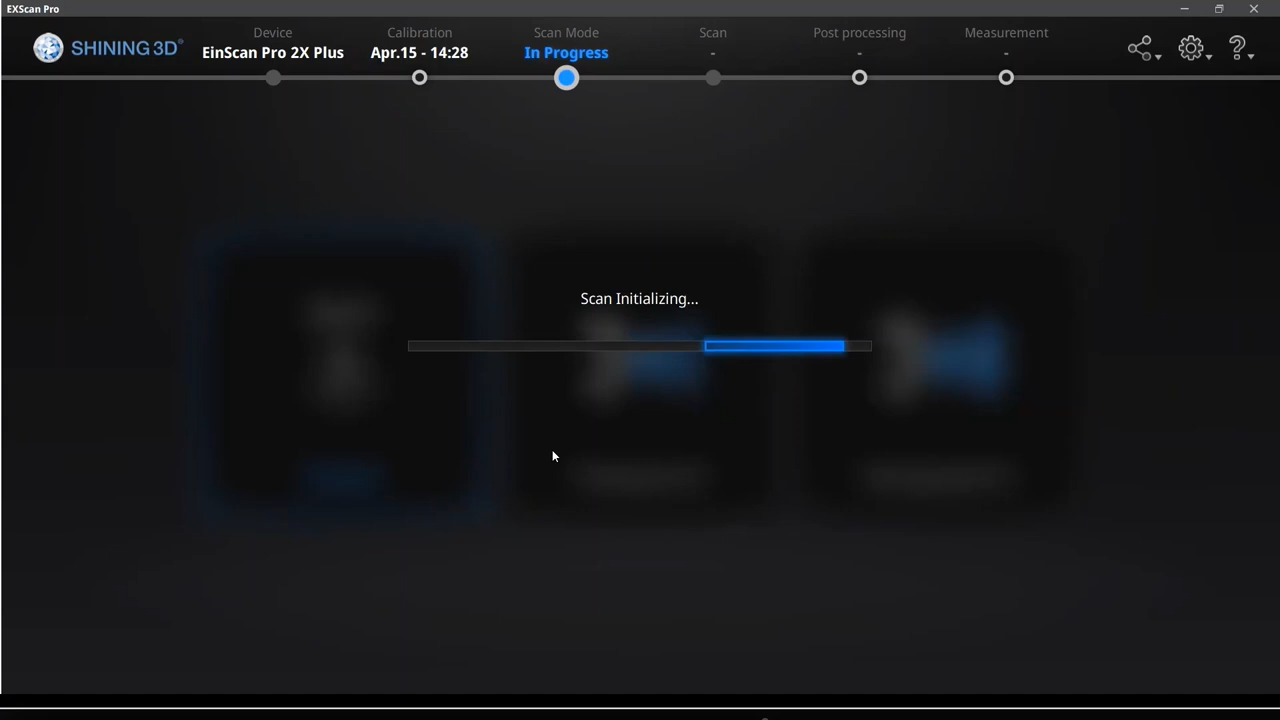 EXScan Pro
SHINING 3D®
Device
EinScan Pro 2X Plus
Calibration
Apr.15 - 14:28
Scan Mode
In Progress
Scan
-
Post processing
-
Measurement
-
?
Scan Initializing...